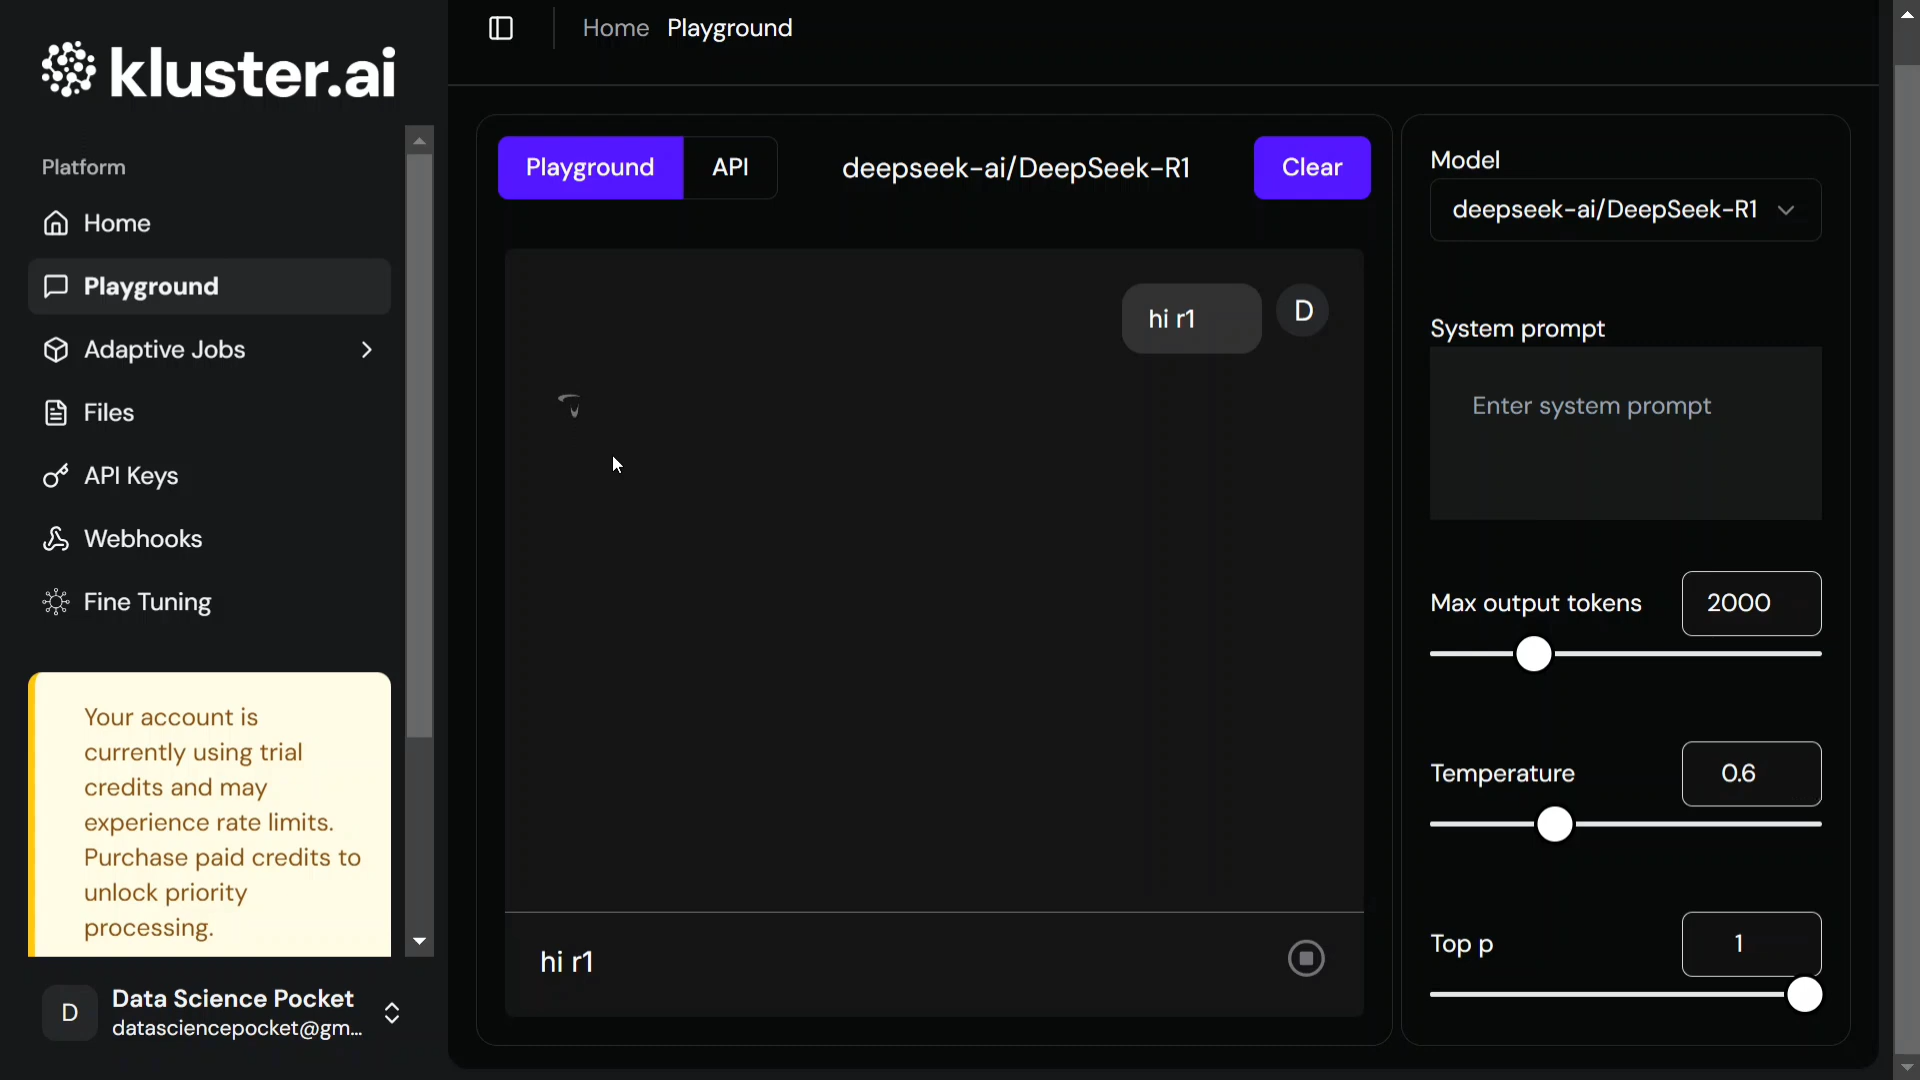 kluster.ai
Platform
Home
Playground
Adaptive Jobs
Files
API Keys
Webhooks
Fine Tuning
Your account is
currently using trial
credits and may
experience rate limits.
Purchase paid credits to
unlock priority
processing.
D
Data Science Pocket
datasciencepocket@gm...
Home Playground
Playground API deepseek-ai/DeepSeek-R1 Clear
hi r1 D
hi r1
Model
deepseek-ai/DeepSeek-R1
System prompt
Enter system prompt
Max output tokens 2000
Temperature 0.6
Top p 1